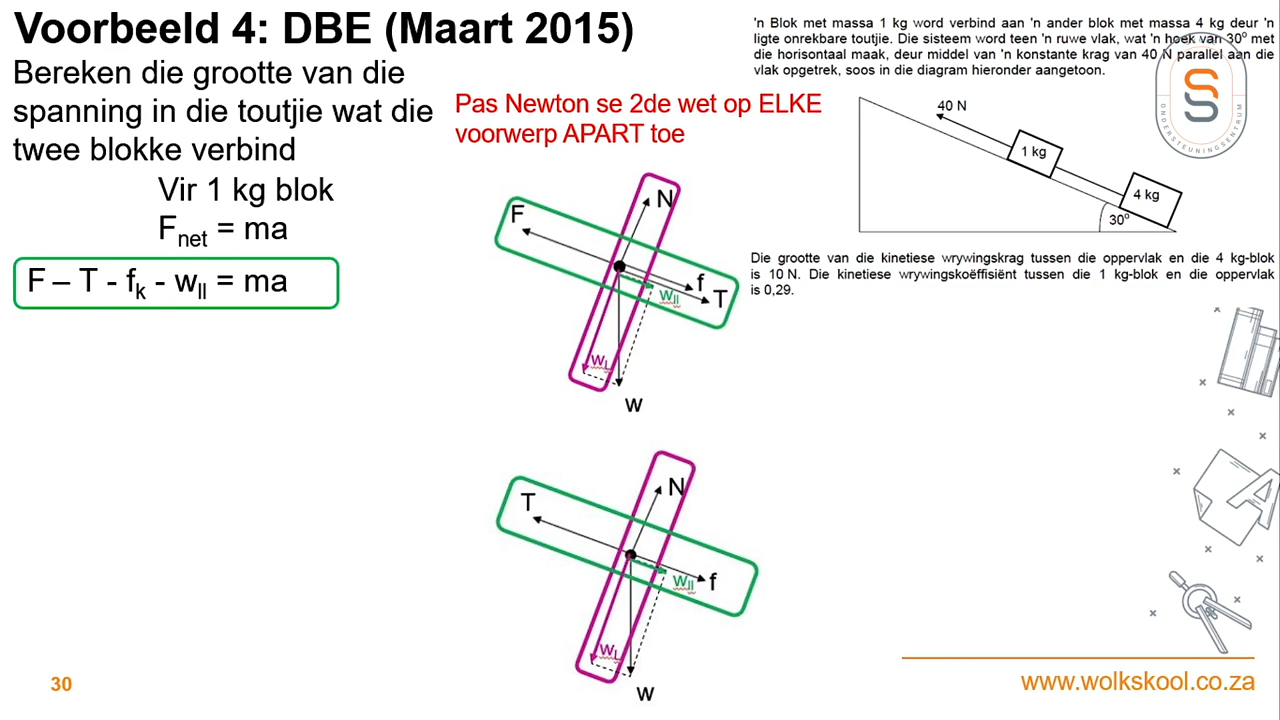 Voorbeeld 4: DBE (Maart 2015)
Bereken die grootte van die
spanning in die toutjie wat die
twee blokke verbind
Vir 1 kg blok
Fnet = ma
F – T - fk - wll = ma
Pas Newton se 2de wet op ELKE
voorwerp APART toe
N
F
f
T
wll
w⊥
w
T
N
f
wll
w⊥
w
'n Blok met massa 1 kg word verbind aan 'n ander blok met massa 4 kg deur 'n
ligte onrekbare toutjie. Die sisteem word teen 'n ruwe vlak, wat 'n hoek van 30⁰ met
die horisontaal maak, deur middel van 'n konstante krag van 40 N parallel aan die
vlak opgetrek, soos in die diagram hieronder aangetoon.
40 N
1 kg
4 kg
30⁰
ONDERSTEUNINGSENTRUM
Die grootte van die kinetiese wrywingskrag tussen die oppervlak en die 4 kg-blok
is 10 N. Die kinetiese wrywingskoëffisiënt tussen die 1 kg-blok en die oppervlak
is 0,29.
30
www.wolkskool.co.za